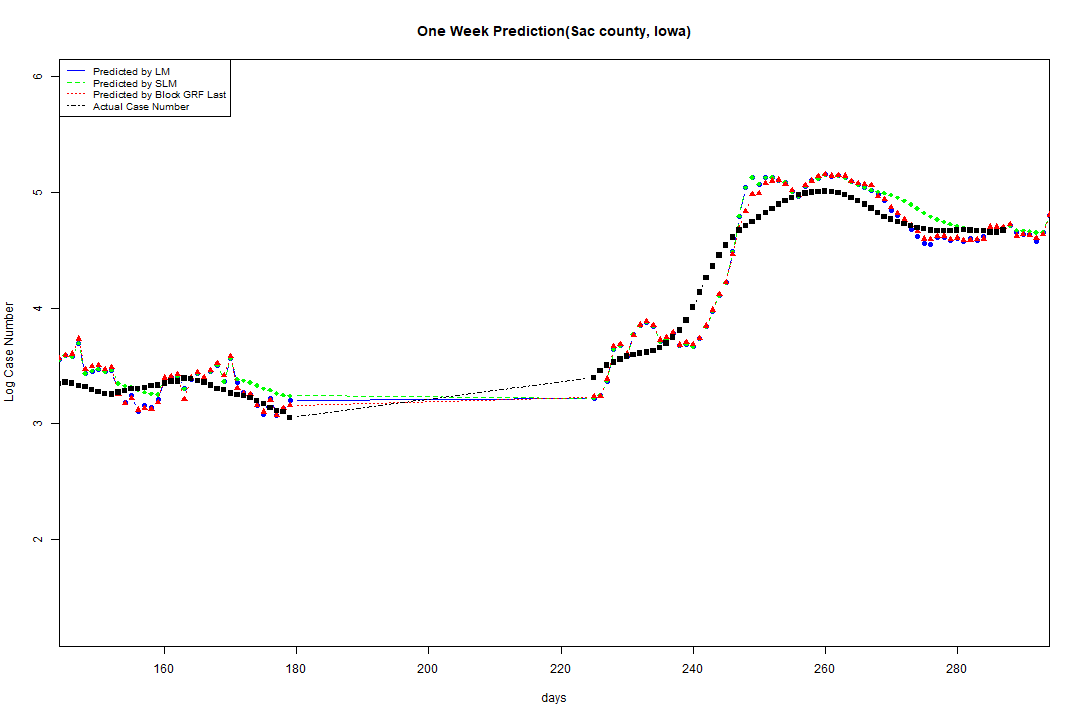 One Week Prediction(Sac county, Iowa)
Predicted by LM
Predicted by SLM
Predicted by Block GRF Last
Actual Case Number
6
5
4
3
2
Log Case Number
160 180 200 220 240 260 280
days